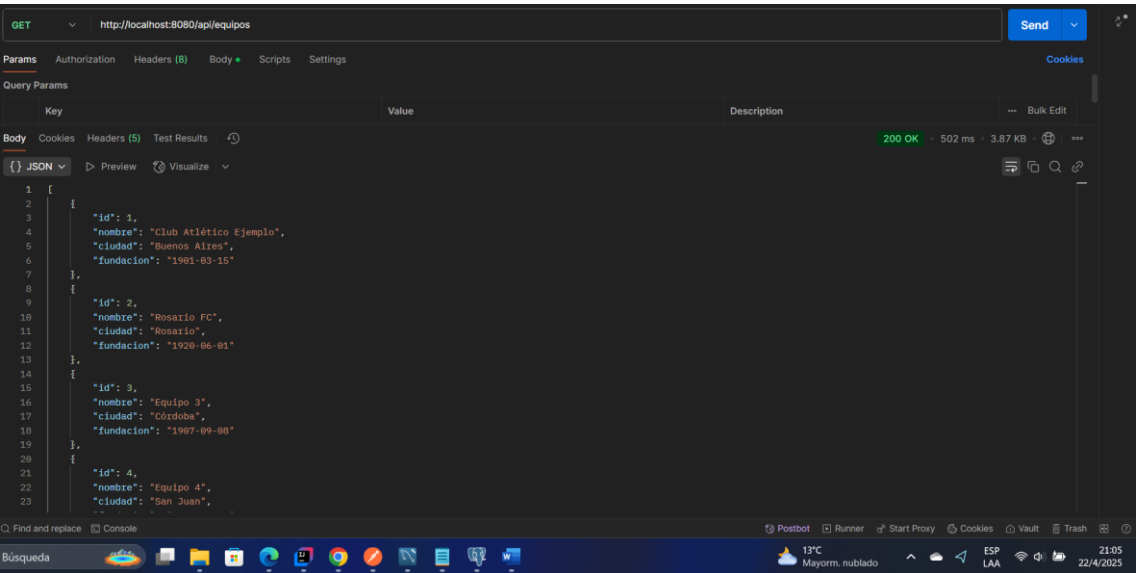 GET http://localhost:8080/api/equipos Send
Params Authorization Headers (8) Body Scripts Settings Cookies
Query Params
Key Value Description Bulk Edit
Body Cookies Headers (5) Test Results 200 OK 502 ms 3.87 KB
{} JSON Preview Visualize
1 [
2 {
3 "id": 1,
4 "nombre": "Club Atlético Ejemplo",
5 "ciudad": "Buenos Aires",
6 "fundacion": "1901-03-15"
7 },
8 {
9 "id": 2,
10 "nombre": "Rosario FC",
11 "ciudad": "Rosario",
12 "fundacion": "1920-06-01"
13 },
14 {
15 "id": 3,
16 "nombre": "Equipo 3",
17 "ciudad": "Córdoba",
18 "fundacion": "1907-09-08"
19 },
20 {
21 "id": 4,
22 "nombre": "Equipo 4",
23 "ciudad": "San Juan",
Find and replace Console Postbot Runner Start Proxy Cookies Vault Trash
Búsqueda 13°C ESP 21:05
Mayorm. nublado LAA 22/4/2025